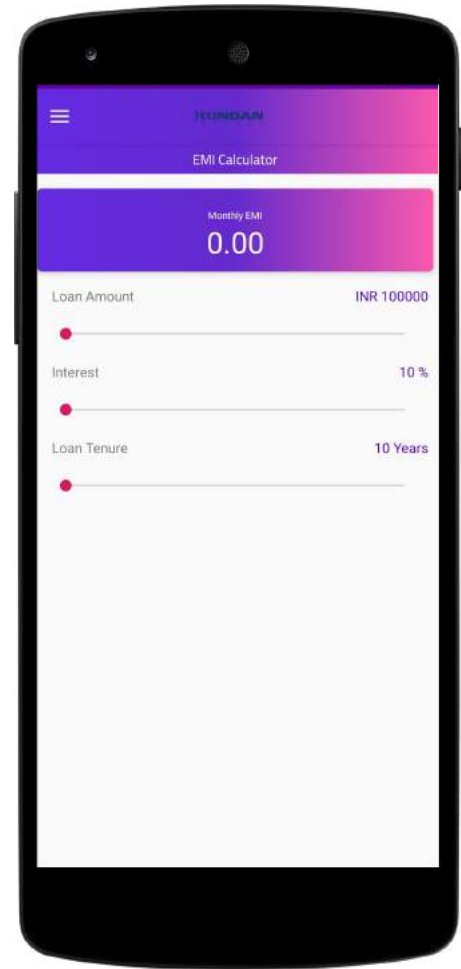 KUNDAN
EMI Calculator
Monthly EMI
0.00
Loan Amount INR 100000
Interest 10 %
Loan Tenure 10 Years